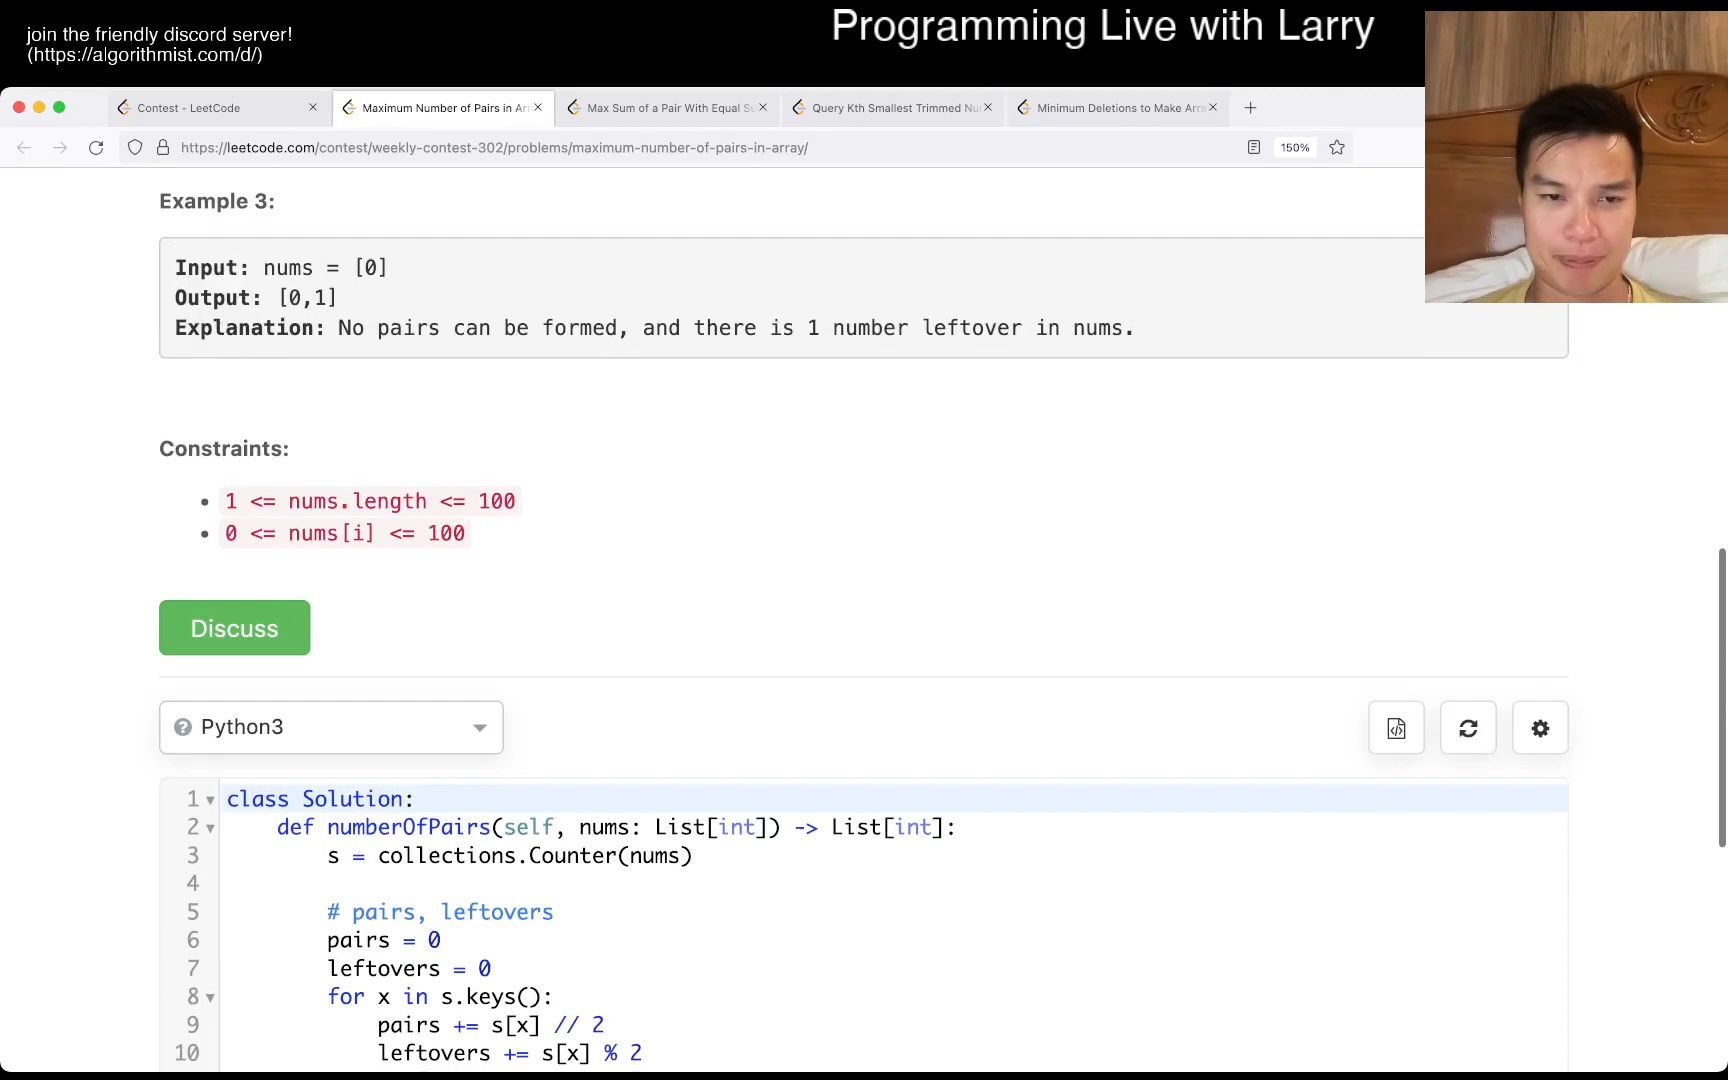 join the friendly discord server!
(https://algorithmist.com/d/)
Programming Live with Larry
Contest - LeetCode
Maximum Number of Pairs in Arr
Max Sum of a Pair With Equal Su
Query Kth Smallest Trimmed Nu
Minimum Deletions to Make Arra
https://leetcode.com/contest/weekly-contest-302/problems/maximum-number-of-pairs-in-array/
150%
Example 3:
Input: nums = [0]
Output: [0,1]
Explanation: No pairs can be formed, and there is 1 number leftover in nums.
Constraints:
1 <= nums.length <= 100
0 <= nums[i] <= 100
Discuss
Python3
1 class Solution:
2     def numberOfPairs(self, nums: List[int]) -> List[int]:
3         s = collections.Counter(nums)
4
5         # pairs, leftovers
6         pairs = 0
7         leftovers = 0
8         for x in s.keys():
9             pairs += s[x] // 2
10             leftovers += s[x] % 2